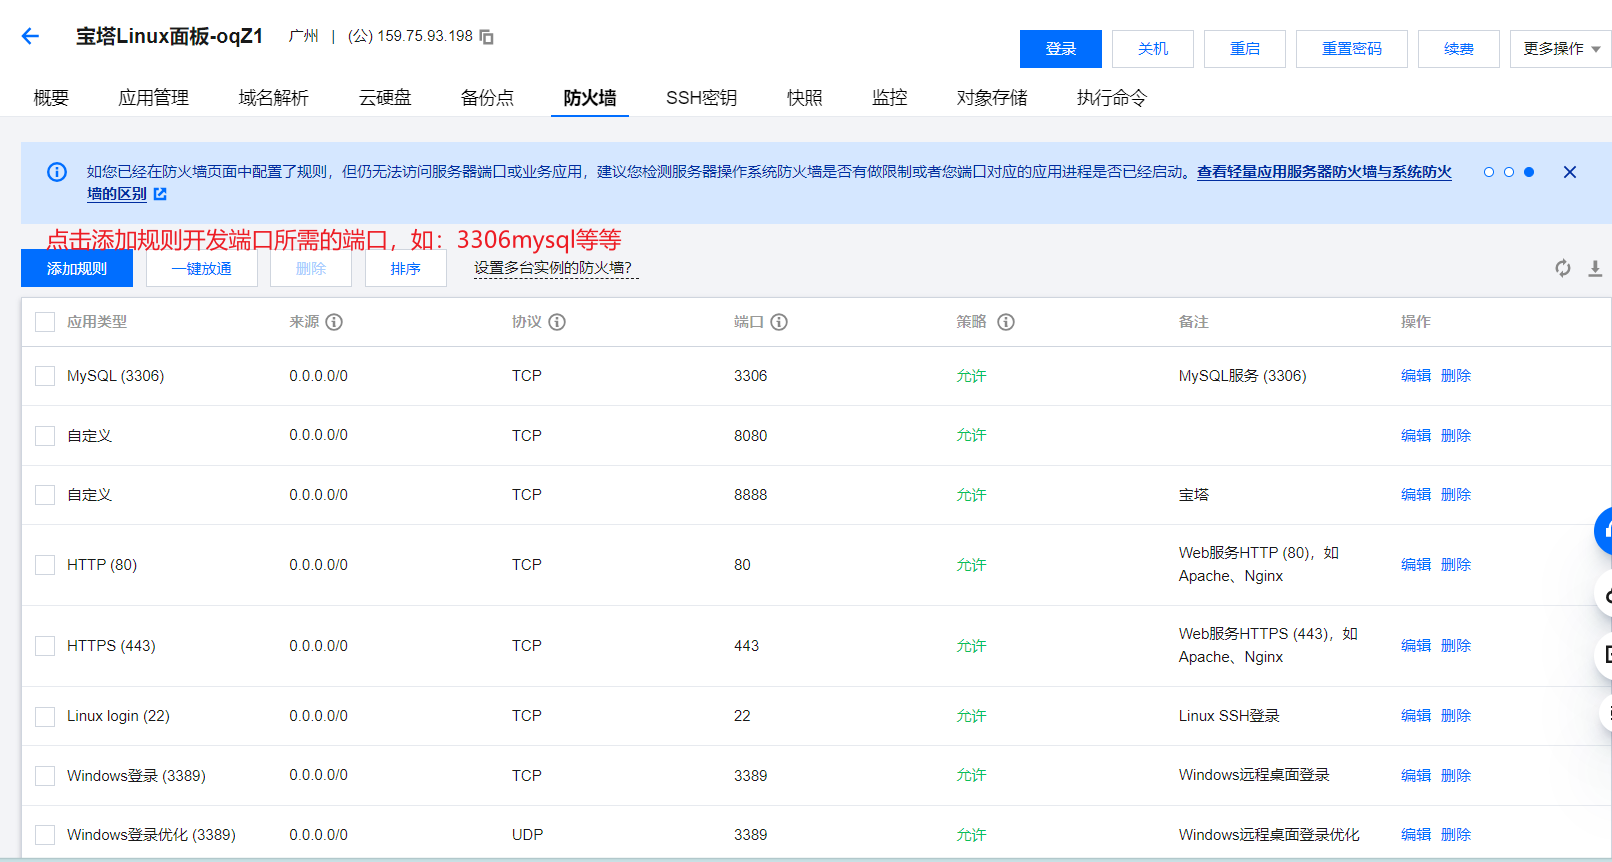 宝塔Linux面板-oqZ1 广州 | (公) 159.75.93.198
登录 关机 重启 重置密码 续费 更多操作
概要 应用管理 域名解析 云硬盘 备份点 防火墙 SSH密钥 快照 监控 对象存储 执行命令
如您已经在防火墙页面中配置了规则，但仍无法访问服务器端口或业务应用，建议您检测服务器操作系统防火墙是否有做限制或者您端口对应的应用进程是否已经启动。查看轻量应用服务器防火墙与系统防火
墙的区别
点击添加规则开发端口所需的端口，如：3306mysql等等
添加规则 一键放通 删除 排序 设置多台实例的防火墙?
应用类型 来源 协议 端口 策略 备注 操作
MySQL (3306) 0.0.0.0/0 TCP 3306 允许 MySQL服务 (3306) 编辑 删除
自定义 0.0.0.0/0 TCP 8080 允许 编辑 删除
自定义 0.0.0.0/0 TCP 8888 允许 宝塔 编辑 删除
HTTP (80) 0.0.0.0/0 TCP 80 允许 Web服务HTTP (80)，如 编辑 删除
Apache、Nginx
HTTPS (443) 0.0.0.0/0 TCP 443 允许 Web服务HTTPS (443)，如 编辑 删除
Apache、Nginx
Linux login (22) 0.0.0.0/0 TCP 22 允许 Linux SSH登录 编辑 删除
Windows登录 (3389) 0.0.0.0/0 TCP 3389 允许 Windows远程桌面登录 编辑 删除
Windows登录优化 (3389) 0.0.0.0/0 UDP 3389 允许 Windows远程桌面登录优化 编辑 删除